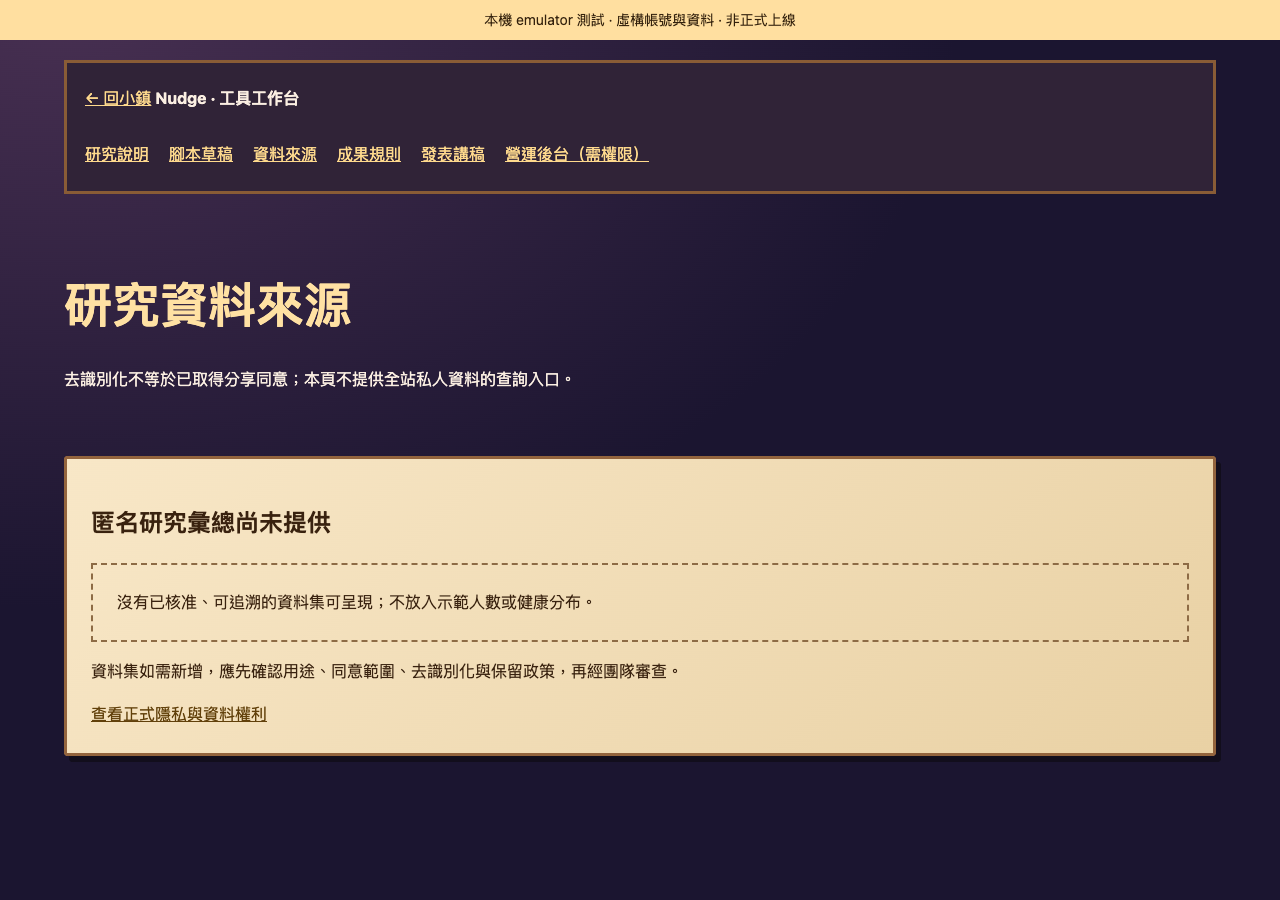 本機 emulator 測試 · 虛構帳號與資料 · 非正式上線
← 回小鎮 Nudge · 工具工作台
研究說明 腳本草稿 資料來源 成果規則 發表講稿 營運後台（需權限）
研究資料來源
去識別化不等於已取得分享同意；本頁不提供全站私人資料的查詢入口。
匿名研究彙總尚未提供
沒有已核准、可追溯的資料集可呈現；不放入示範人數或健康分布。
資料集如需新增，應先確認用途、同意範圍、去識別化與保留政策，再經團隊審查。
查看正式隱私與資料權利